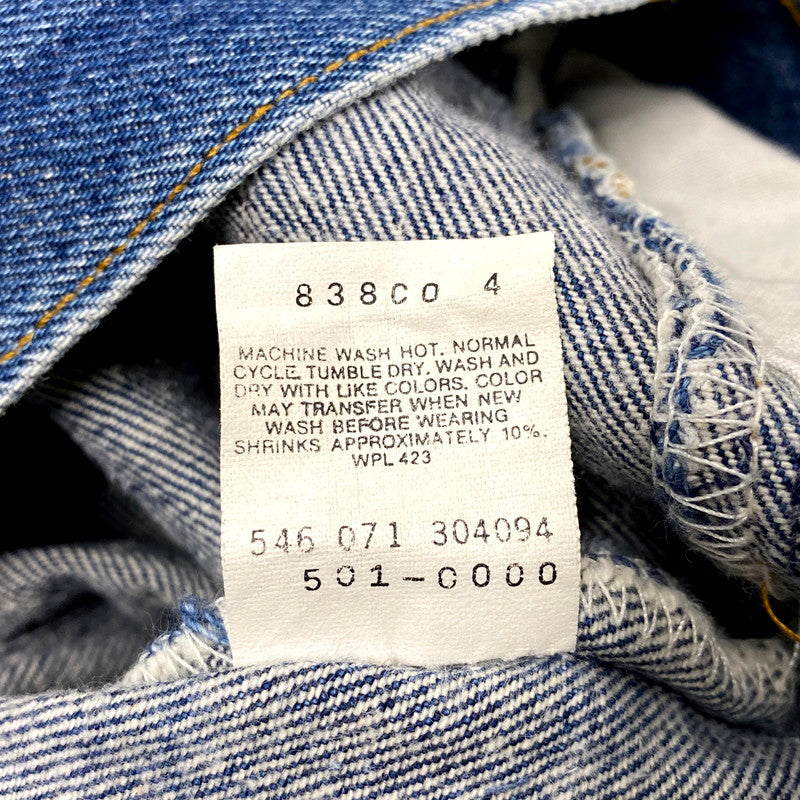 838CO 4
MACHINE WASH HOT. NORMAL
CYCLE. TUMBLE DRY. WASH AND
DRY WITH LIKE COLORS. COLOR
MAY TRANSFER WHEN NEW
WASH BEFORE WEARING
SHRINKS APPROXIMATELY 10%.
WPL 423
546 071 304094
501-0000